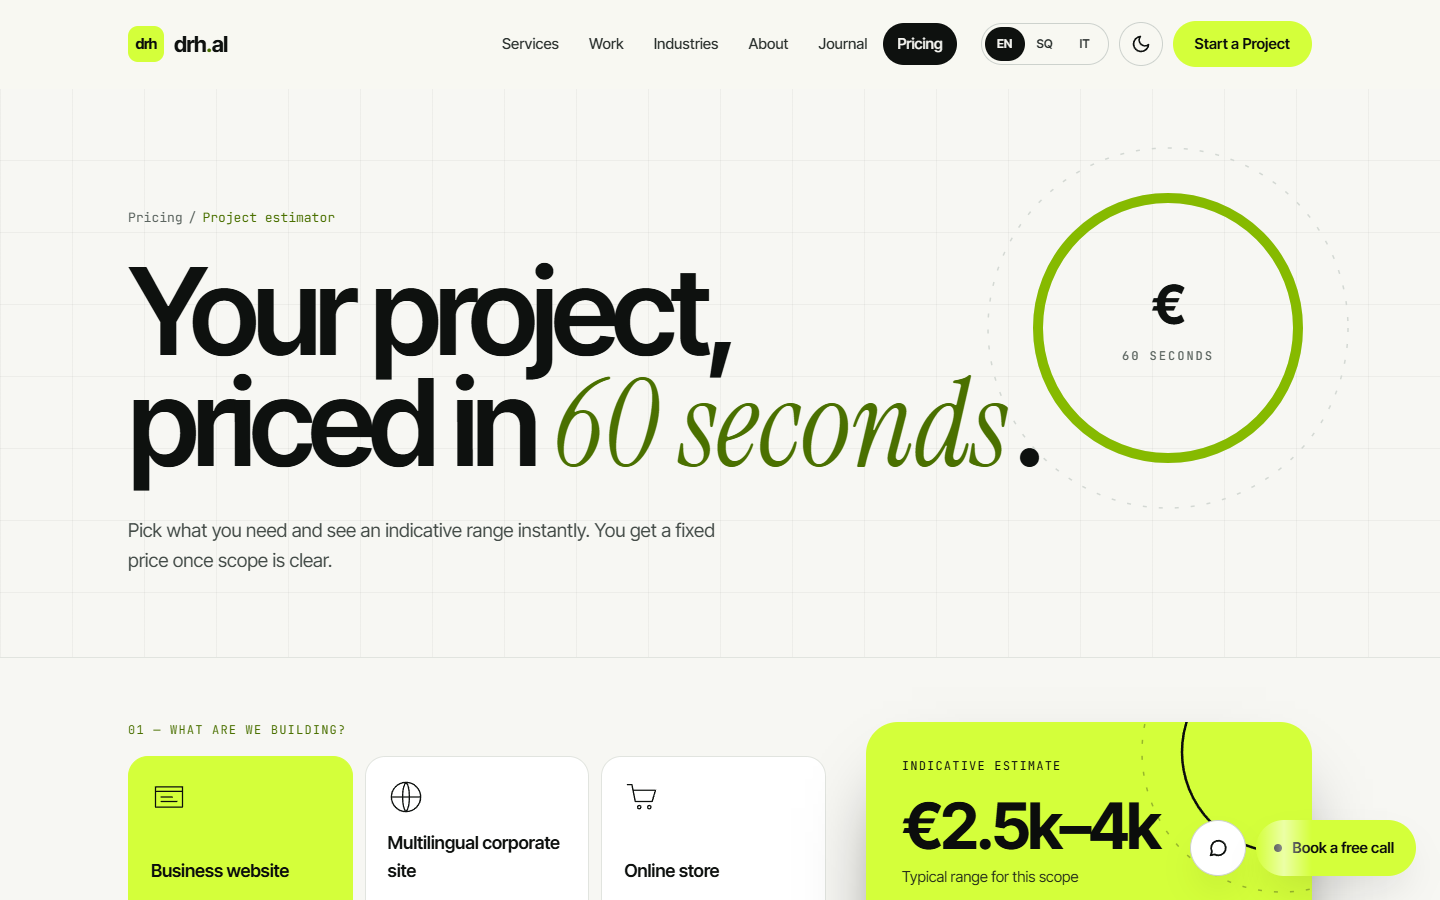 drh drh.al
Services Work Industries About Journal Pricing EN SQ IT Start a Project
Pricing / Project estimator
Your project,
priced in 60 seconds.
€
60 SECONDS
Pick what you need and see an indicative range instantly. You get a fixed
price once scope is clear.
01 — WHAT ARE WE BUILDING?
Business website
Multilingual corporate
site
Online store
INDICATIVE ESTIMATE
€2.5k–4k
Typical range for this scope
Book a free call